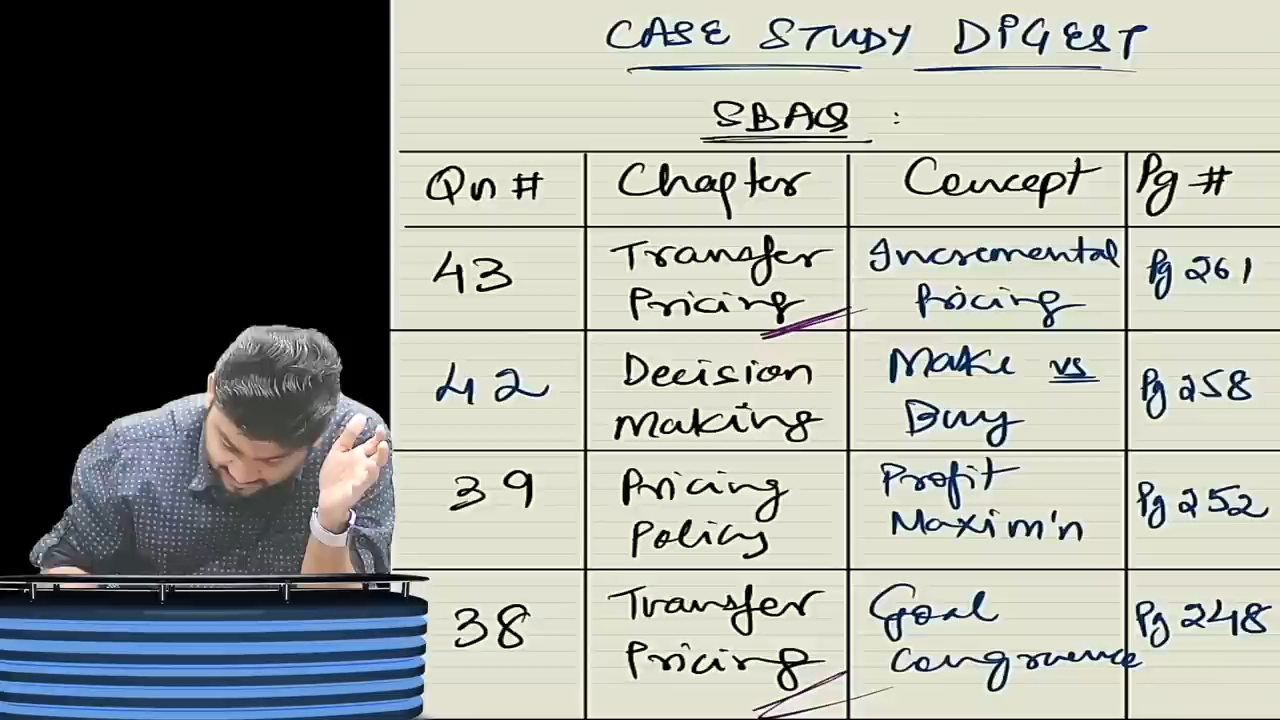 CASE STUDY DIGEST
SBAQ :
Qn # Chapter Concept Pg #
43 Transfer Pricing Incremental Pricing Pg 261
42 Decision Making Make vs Buy Pg 258
39 Pricing Policy Profit Maxim'n Pg 252
38 Transfer Pricing Goal Congruence Pg 248